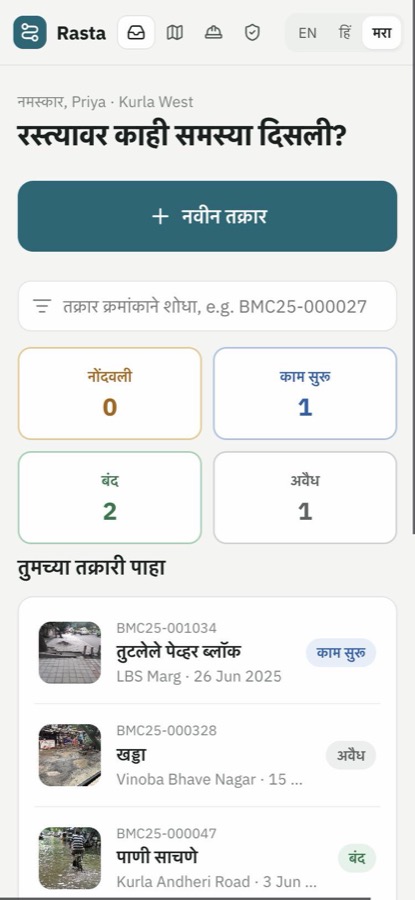 Rasta
EN हिं मरा
नमस्कार, Priya · Kurla West
रस्त्यावर काही समस्या दिसली?
+ नवीन तक्रार
तक्रार क्रमांकाने शोधा, e.g. BMC25-000027
नोंदवली
0
काम सुरू
1
बंद
2
अवैध
1
तुमच्या तक्रारी पाहा
BMC25-001034
तुटलेले पेव्हर ब्लॉक
काम सुरू
LBS Marg · 26 Jun 2025
BMC25-000328
खड्डा
अवैध
Vinoba Bhave Nagar · 15 ...
BMC25-000047
पाणी साचणे
बंद
Kurla Andheri Road · 3 Jun ...